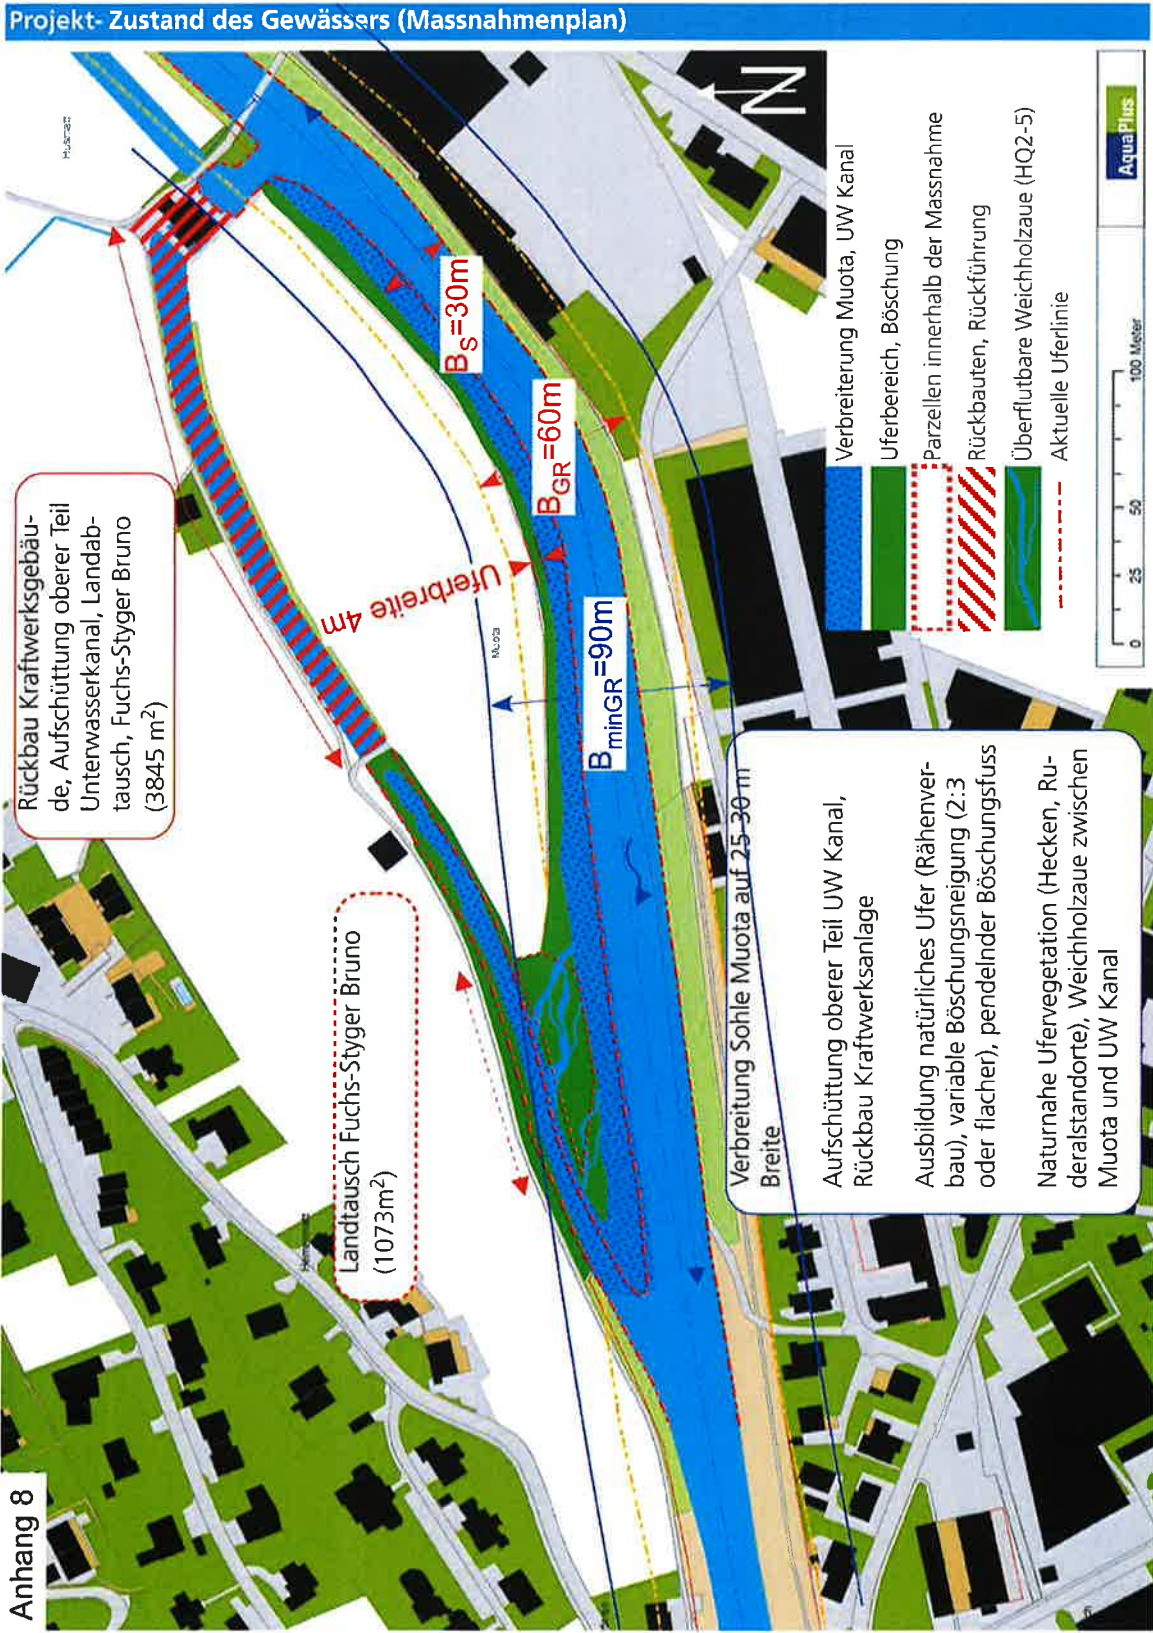 Projekt- Zustand des Gewässers (Massnahmenplan)
Anhang 8
Rückbau Kraftwerksgebäu-
de, Aufschüttung oberer Teil
Unterwasserkanal, Landab-
tausch, Fuchs-Styger Bruno
(3845 m²)
Landtausch Fuchs-Styger Bruno
(1073m²)
Uferbreite 4m
Muota
BS=30m
BGR=60m
BminGR=90m
N
Verbreiterung Muota, UW Kanal
Uferbereich, Böschung
Parzellen innerhalb der Massnahme
Rückbauten, Rückführung
Überflutbare Weichholzaue (HQ2-5)
Aktuelle Uferlinie
0 25 50 100 Meter
AquaPlus
Verbreitung Sohle Muota auf 25-30 m
Breite
Aufschüttung oberer Teil UW Kanal,
Rückbau Kraftwerksanlage
Ausbildung natürliches Ufer (Rähenver-
bau), variable Böschungsneigung (2:3
oder flacher), pendelnder Böschungsfuss
Naturnahe Ufervegetation (Hecken, Ru-
deralstandorte), Weichholzaue zwischen
Muota und UW Kanal